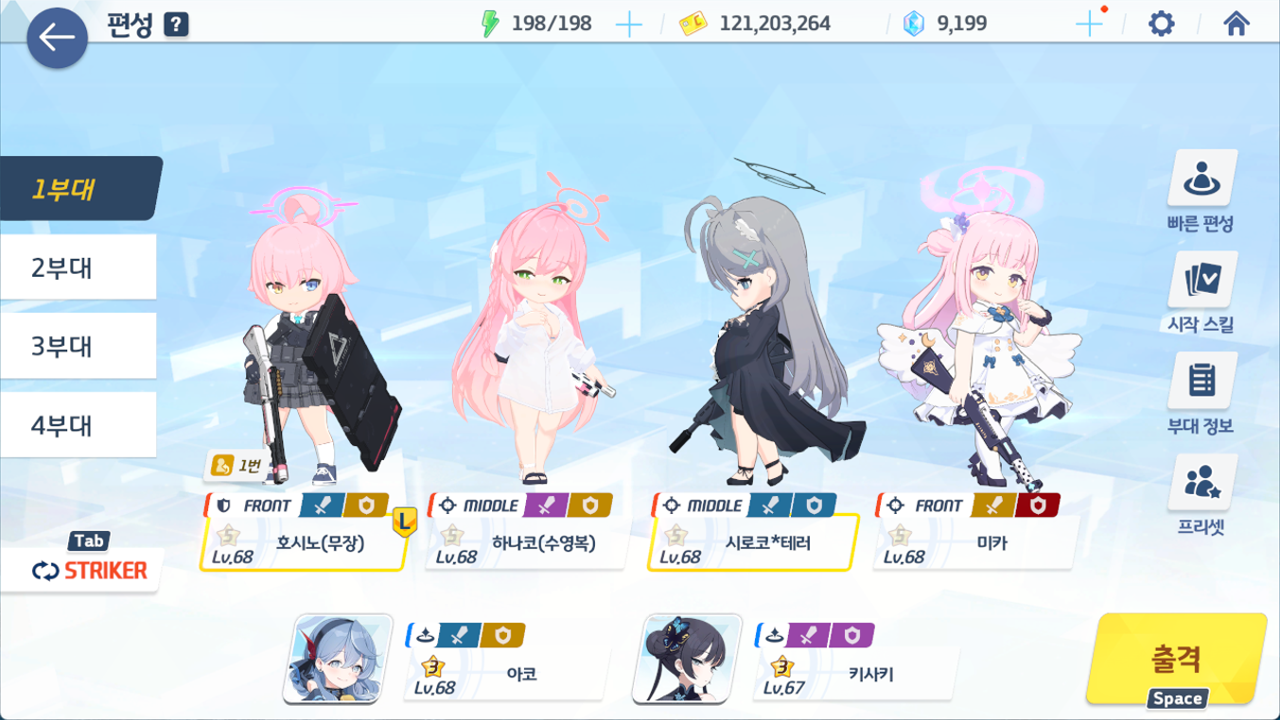 편성 ?
198/198
121,203,264
9,199
1부대
2부대
3부대
4부대
Tab
STRIKER
빠른 편성
시작 스킬
부대 정보
프리셋
1번
FRONT
L
5
Lv.68
호시노(무장)
MIDDLE
5
Lv.68
하나코(수영복)
MIDDLE
5
Lv.68
시로코*테러
FRONT
5
Lv.68
미카
3
Lv.68
아코
3
Lv.67
키사키
출격
Space